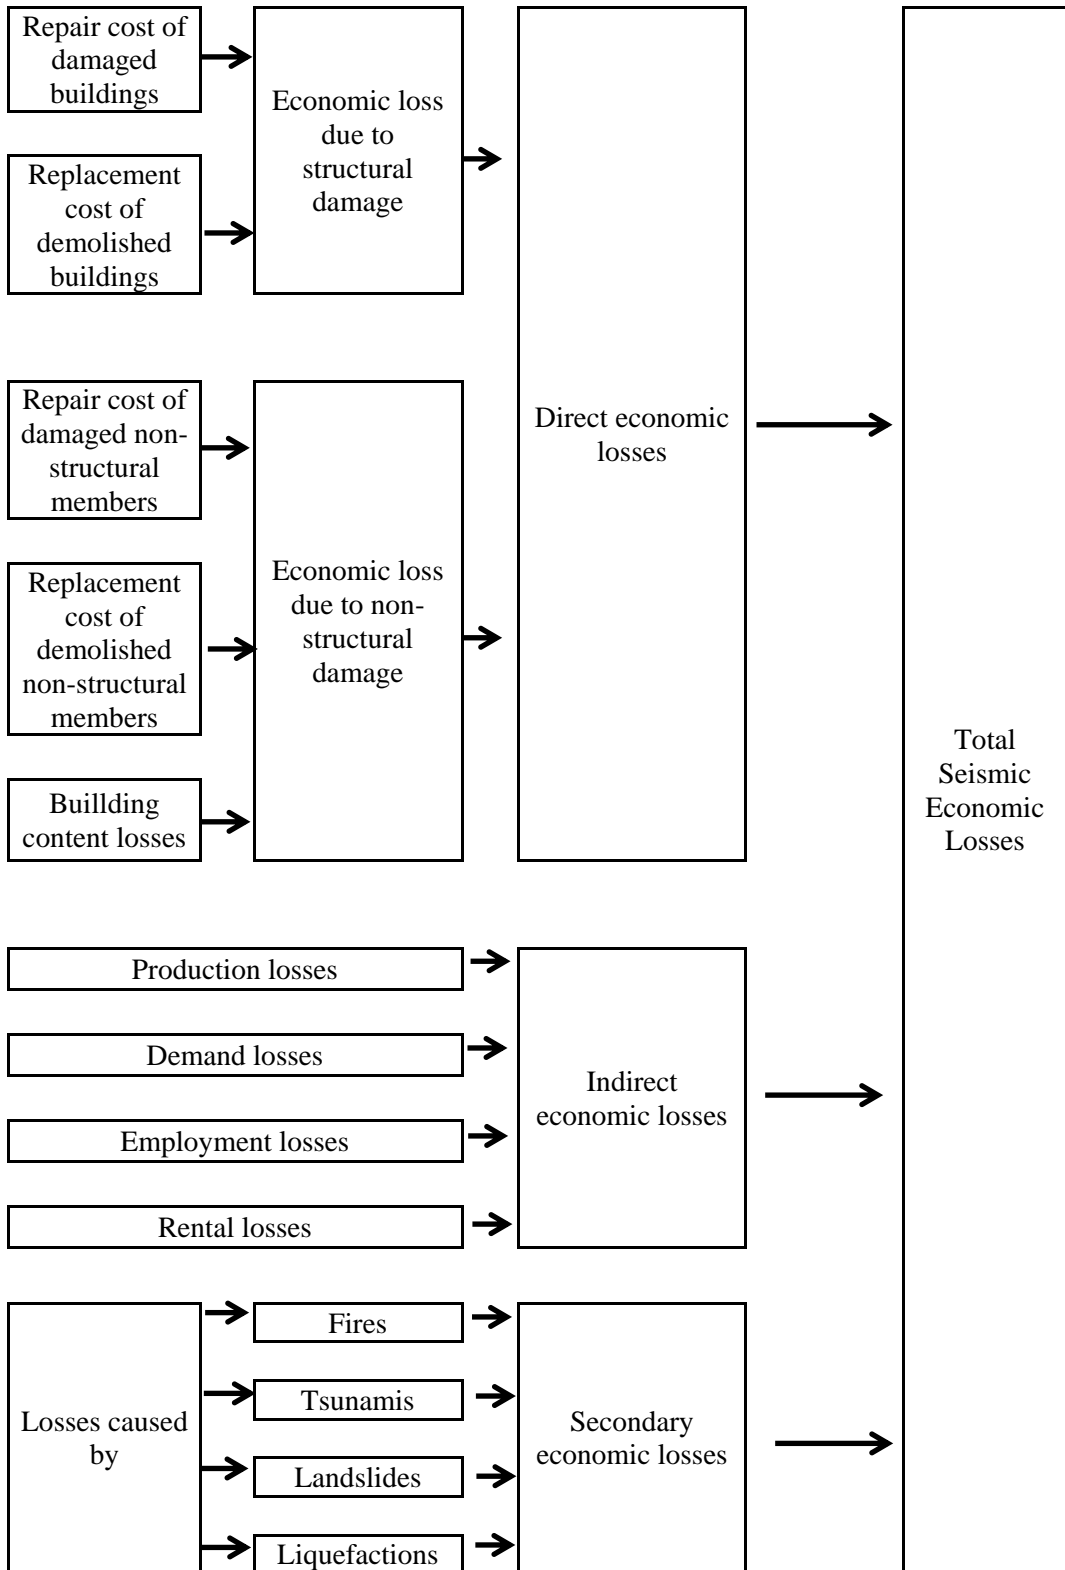 Repair cost of
damaged
buildings
Replacement
cost of
demolished
buildings
Economic loss
due to
structural
damage
Repair cost of
damaged non-
structural
members
Replacement
cost of
demolished
non-structural
members
Buillding
content losses
Economic loss
due to non-
structural
damage
Direct economic
losses
Production losses
Demand losses
Employment losses
Rental losses
Indirect
economic losses
Losses caused
by
Fires
Tsunamis
Landslides
Liquefactions
Secondary
economic losses
Total
Seismic
Economic
Losses